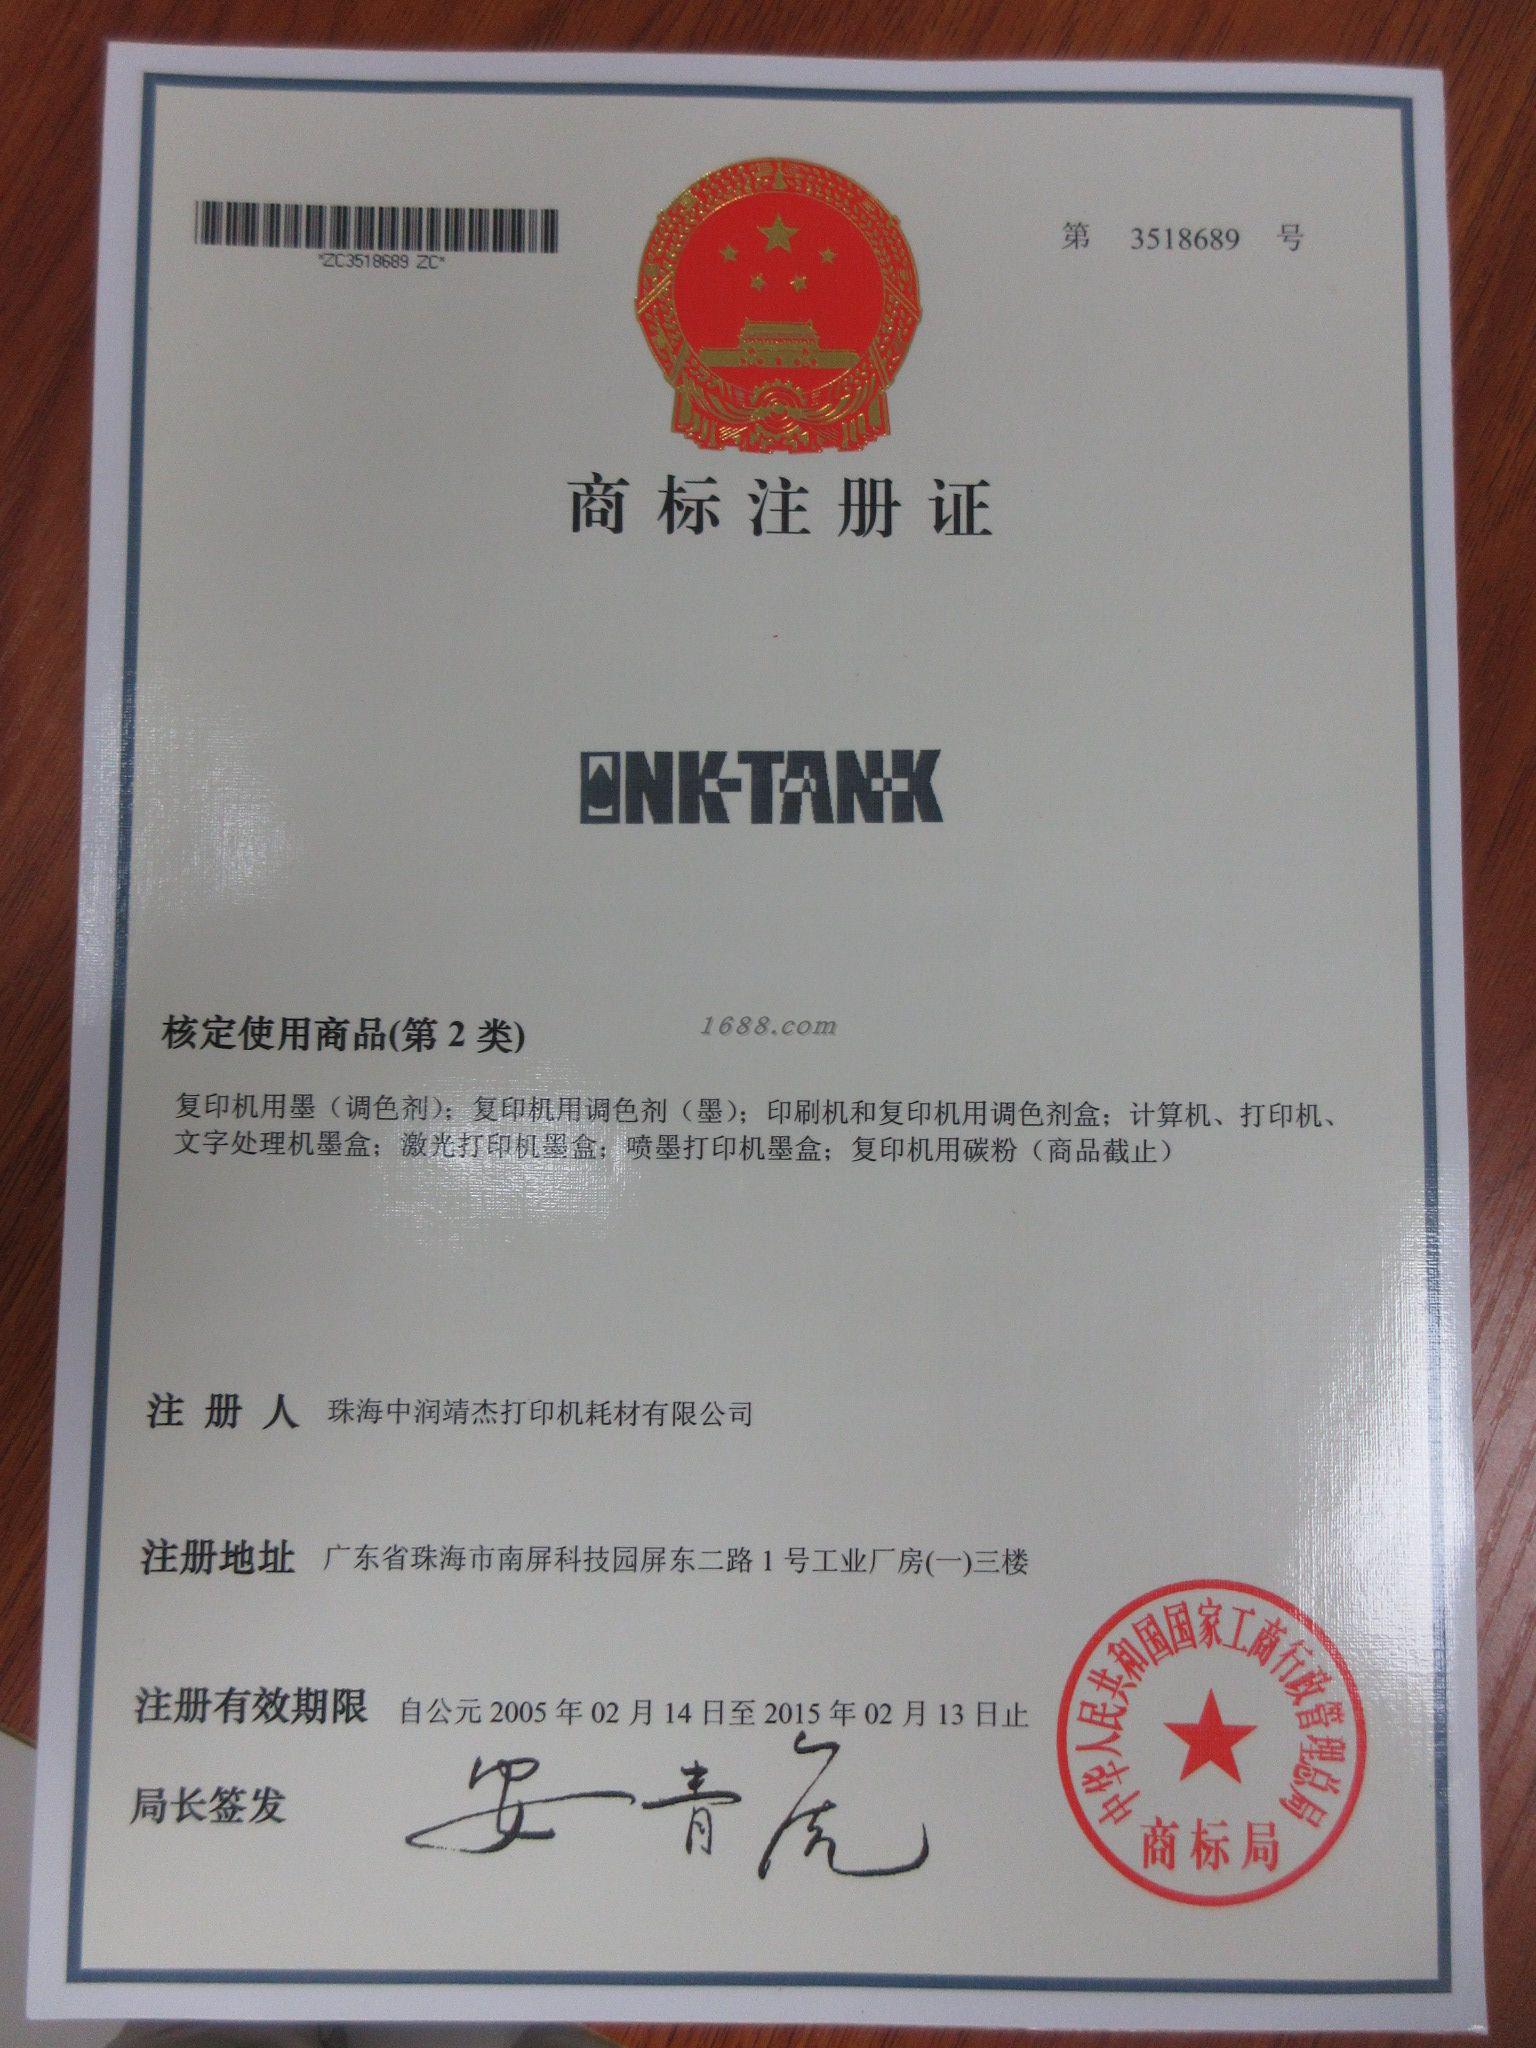 *ZC3518689 ZC*
第 3518689 号
商标注册证
INK-TANK
1688.com
核定使用商品(第 2 类)
复印机用墨（调色剂）；复印机用调色剂（墨）；印刷机和复印机用调色剂盒；计算机、打印机、
文字处理机墨盒；激光打印机墨盒；喷墨打印机墨盒；复印机用碳粉（商品截止）
注册人 珠海中润靖杰打印机耗材有限公司
注册地址 广东省珠海市南屏科技园屏东二路 1 号工业厂房(一)三楼
注册有效期限 自公元 2005 年 02 月 14 日至 2015 年 02 月 13 日止
局长签发 安青虎
中华人民共和国国家工商行政管理总局
商标局